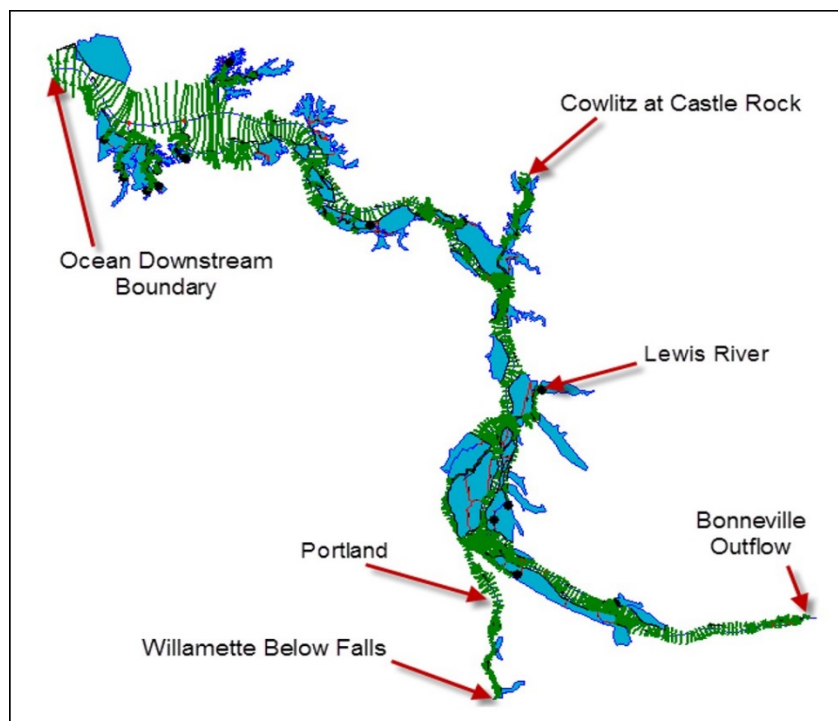 Cowlitz at Castle Rock
Ocean Downstream
Boundary
Lewis River
Bonneville
Outflow
Portland
Willamette Below Falls